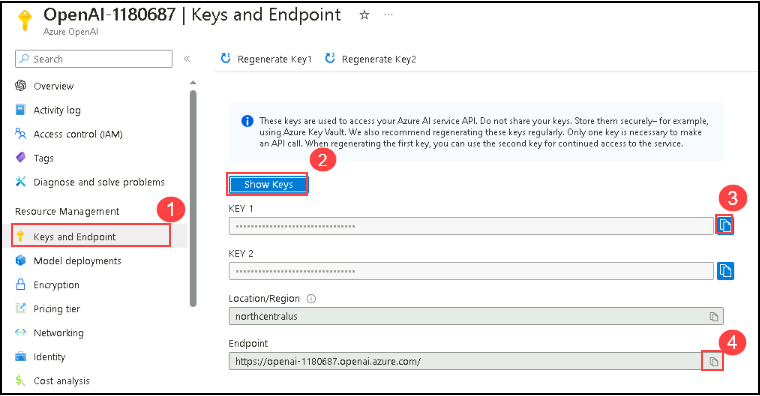 OpenAI-1180687 | Keys and Endpoint
Azure OpenAI
Search
Overview
Activity log
Access control (IAM)
Tags
Diagnose and solve problems
Resource Management
1
Keys and Endpoint
Model deployments
Encryption
Pricing tier
Networking
Identity
Cost analysis
Regenerate Key1 Regenerate Key2
These keys are used to access your Azure AI service API. Do not share your keys. Store them securely– for example,
using Azure Key Vault. We also recommend regenerating these keys regularly. Only one key is necessary to make
an API call. When regenerating the first key, you can use the second key for continued access to the service.
2
Show Keys
KEY 1
3
KEY 2
Location/Region
northcentralus
Endpoint
4
https://openai-1180687.openai.azure.com/